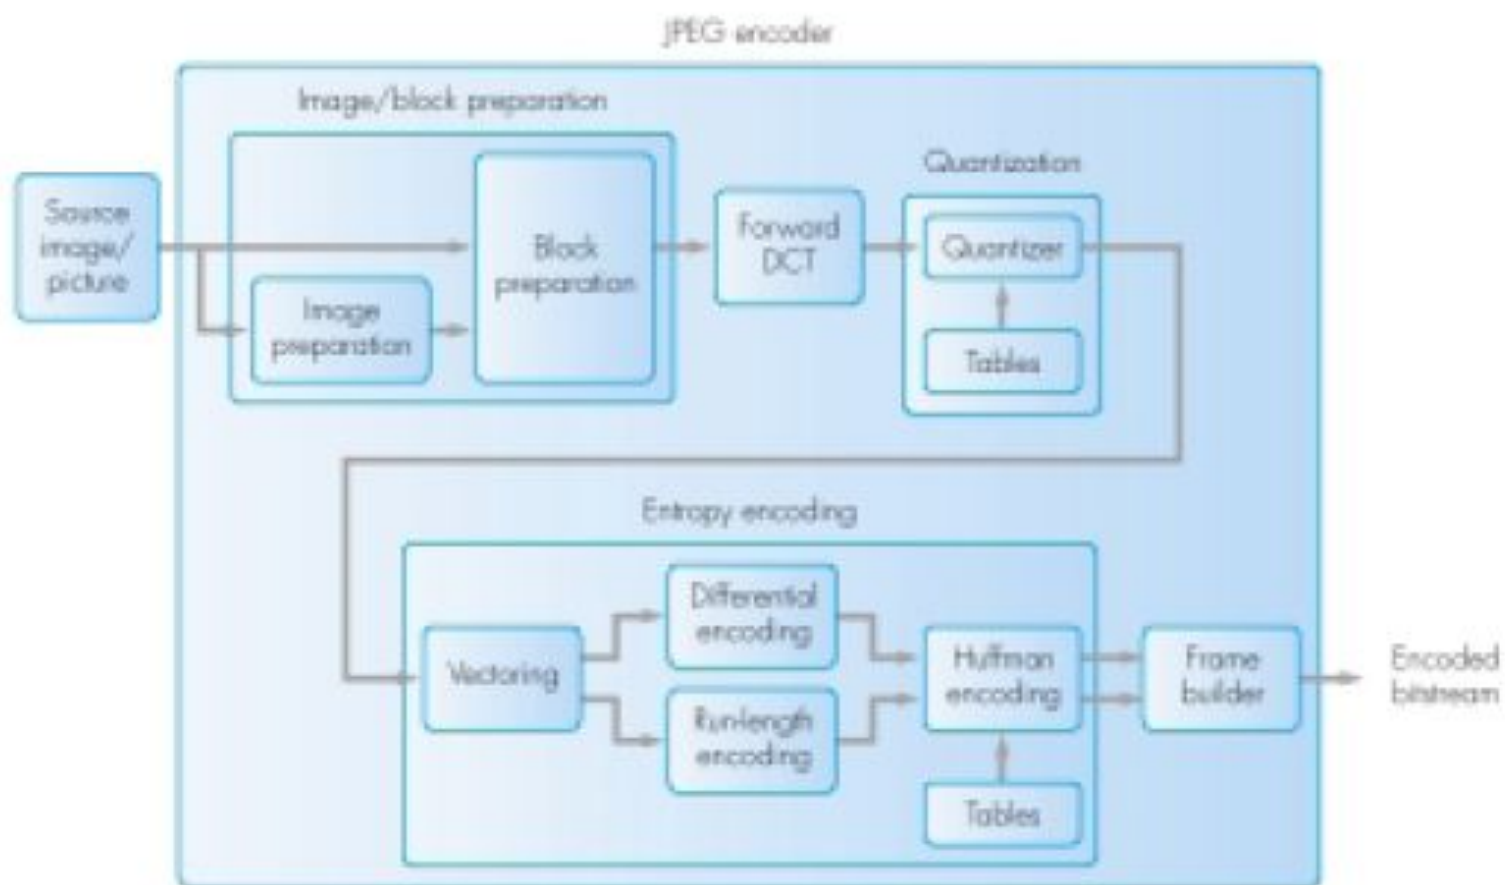 JPEG encoder
Image/block preparation
Source
image/
picture
Image
preparation
Block
preparation
Forward
DCT
Quantization
Quantizer
Tables
Entropy encoding
Vectoring
Differential
encoding
Run-length
encoding
Huffman
encoding
Tables
Frame
builder
Encoded
bitstream